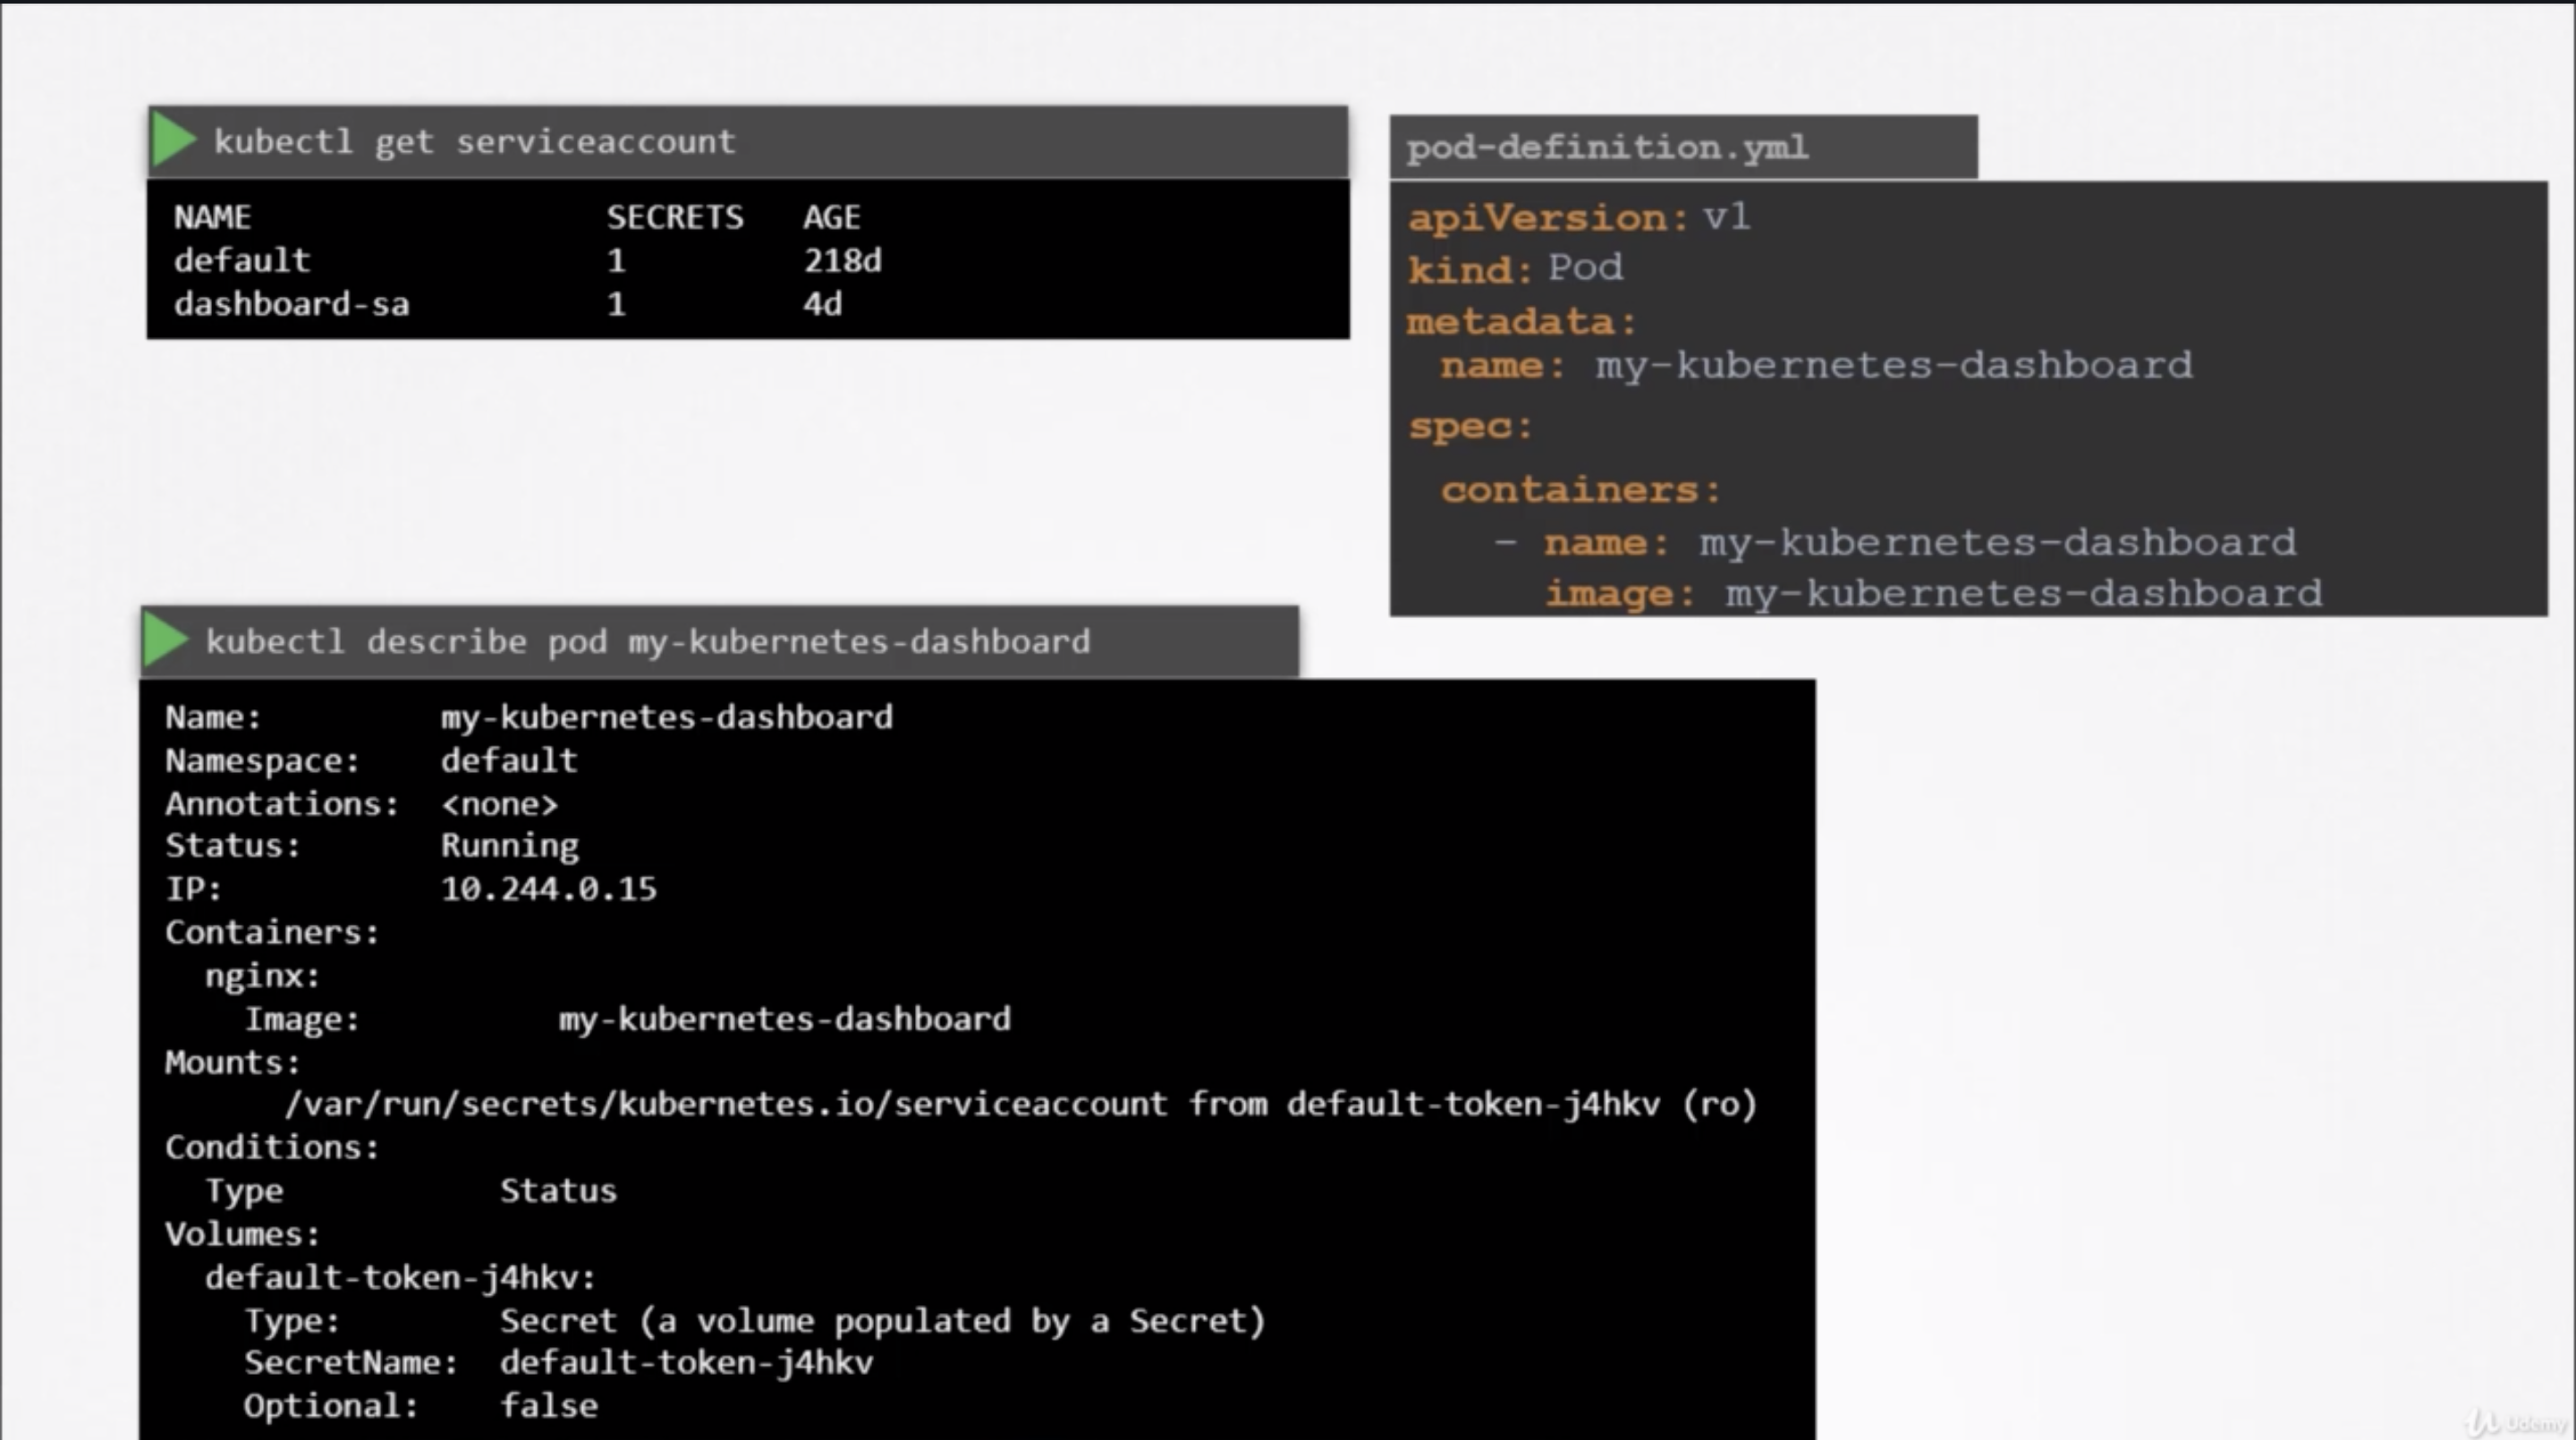 kubectl get serviceaccount
NAME SECRETS AGE
default 1 218d
dashboard-sa 1 4d
pod-definition.yml
apiVersion: v1
kind: Pod
metadata:
name: my-kubernetes-dashboard
spec:
containers:
- name: my-kubernetes-dashboard
image: my-kubernetes-dashboard
kubectl describe pod my-kubernetes-dashboard
Name: my-kubernetes-dashboard
Namespace: default
Annotations: <none>
Status: Running
IP: 10.244.0.15
Containers:
nginx:
Image: my-kubernetes-dashboard
Mounts:
/var/run/secrets/kubernetes.io/serviceaccount from default-token-j4hkv (ro)
Conditions:
Type Status
Volumes:
default-token-j4hkv:
Type: Secret (a volume populated by a Secret)
SecretName: default-token-j4hkv
Optional: false
Udemy